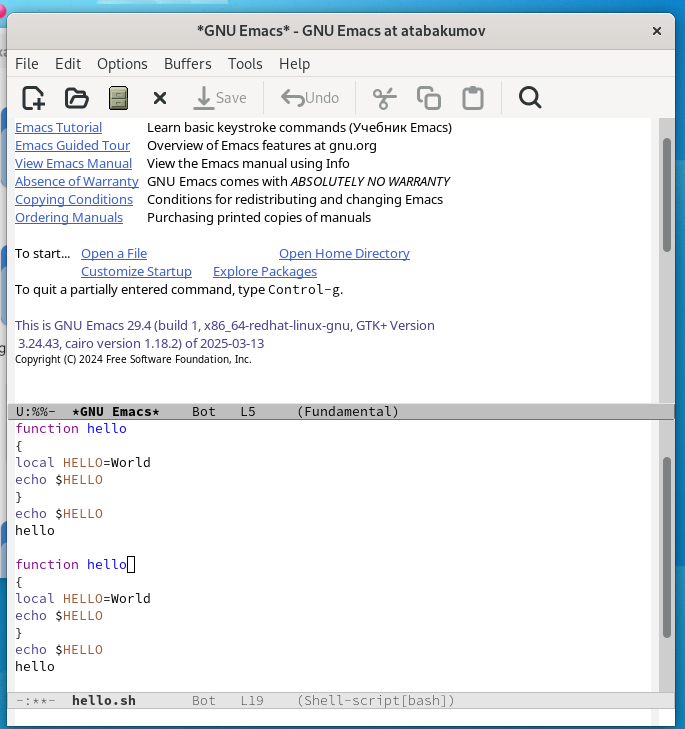 *GNU Emacs* - GNU Emacs at atabakumov
File Edit Options Buffers Tools Help
Save Undo
Emacs Tutorial Learn basic keystroke commands (Учебник Emacs)
Emacs Guided Tour Overview of Emacs features at gnu.org
View Emacs Manual View the Emacs manual using Info
Absence of Warranty GNU Emacs comes with ABSOLUTELY NO WARRANTY
Copying Conditions Conditions for redistributing and changing Emacs
Ordering Manuals Purchasing printed copies of manuals
To start... Open a File Open Home Directory
Customize Startup Explore Packages
To quit a partially entered command, type Control-g.
This is GNU Emacs 29.4 (build 1, x86_64-redhat-linux-gnu, GTK+ Version
3.24.43, cairo version 1.18.2) of 2025-03-13
Copyright (C) 2024 Free Software Foundation, Inc.
U:%%- *GNU Emacs* Bot L5 (Fundamental)
function hello
{
local HELLO=World
echo $HELLO
}
echo $HELLO
hello
function hello
{
local HELLO=World
echo $HELLO
}
echo $HELLO
hello
-:**- hello.sh Bot L19 (Shell-script[bash])